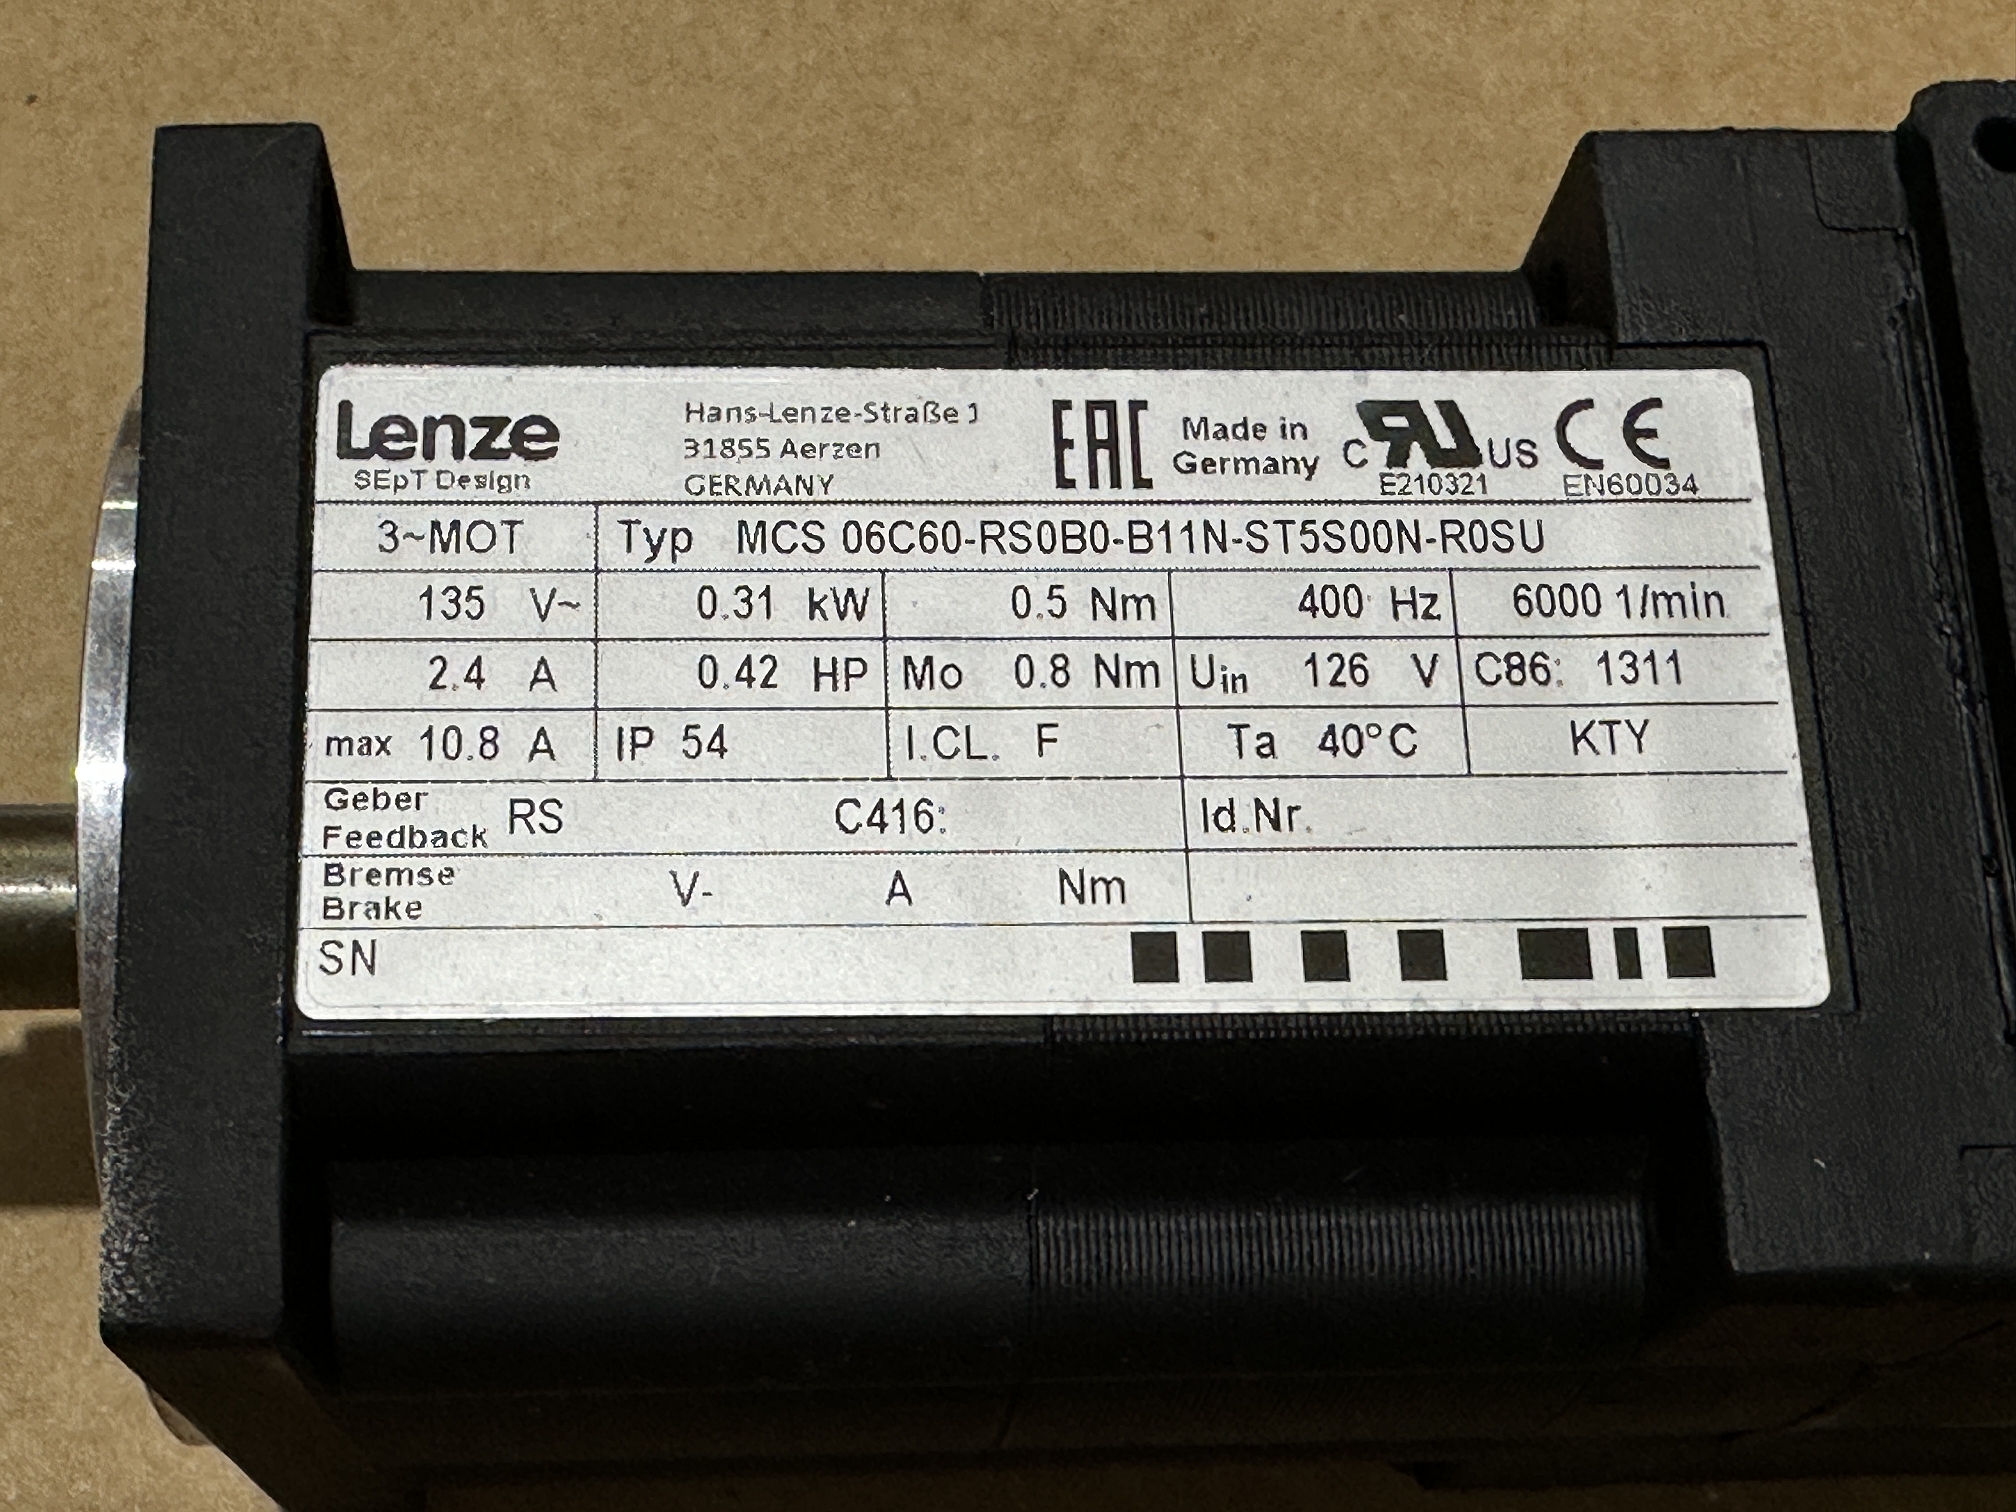 Lenze
SEpT Design
Hans-Lenze-Straße 1
31855 Aerzen
GERMANY
EAC
Made in
Germany
c RU US
E210321
CE
EN60034
3~MOT Typ MCS 06C60-RS0B0-B11N-ST5S00N-R0SU
135 V~ 0.31 kW 0.5 Nm 400 Hz 6000 1/min
2.4 A 0.42 HP Mo 0.8 Nm Uin 126 V C86: 1311
max 10.8 A IP 54 I.CL. F Ta 40°C KTY
Geber
Feedback RS C416: Id.Nr.
Bremse
Brake V- A Nm
SN